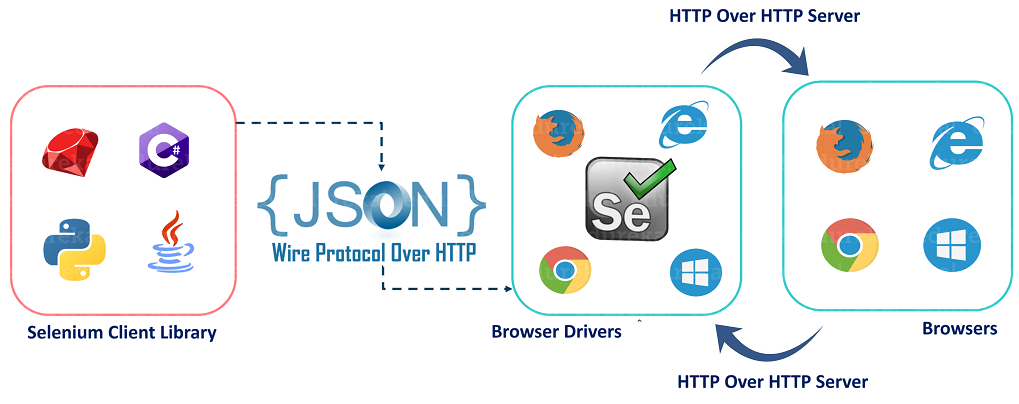 HTTP Over HTTP Server
C#
{JSON}
Wire Protocol Over HTTP
Se
Selenium Client Library
Browser Drivers
Browsers
HTTP Over HTTP Server